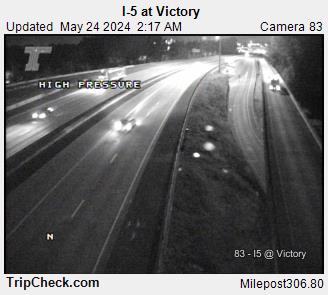 I-5 at Victory
Updated May 24 2024 2:17 AM Camera 83
T
HIGH PRESSURE
N
83 - I5 @ Victory
TripCheck.com Milepost306.80